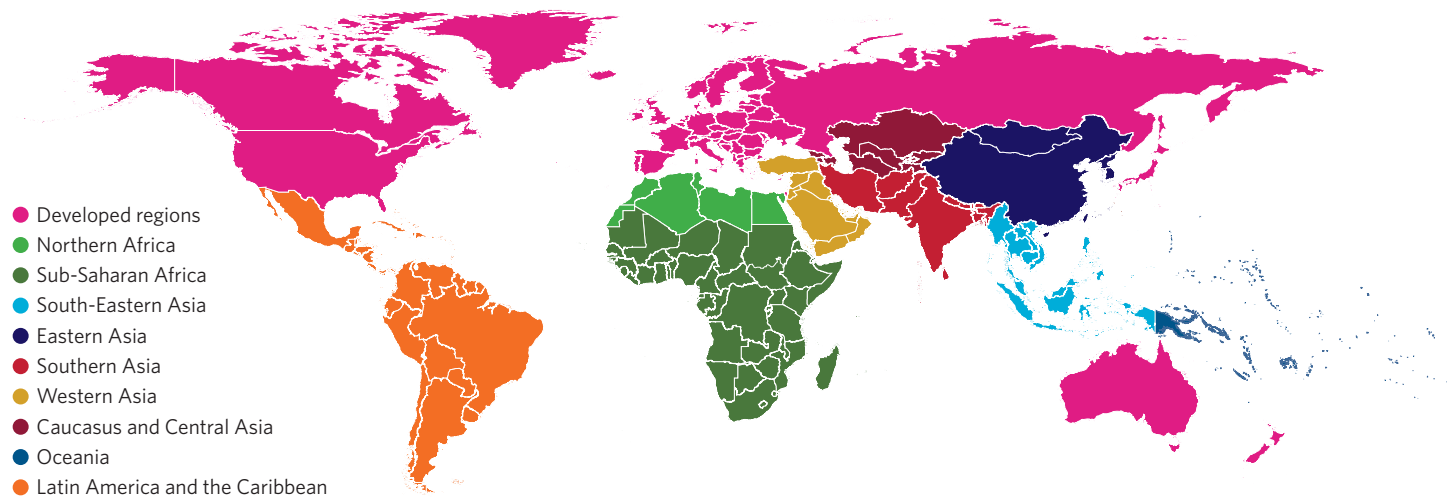 Developed regions
Northern Africa
Sub-Saharan Africa
South-Eastern Asia
Eastern Asia
Southern Asia
Western Asia
Caucasus and Central Asia
Oceania
Latin America and the Caribbean